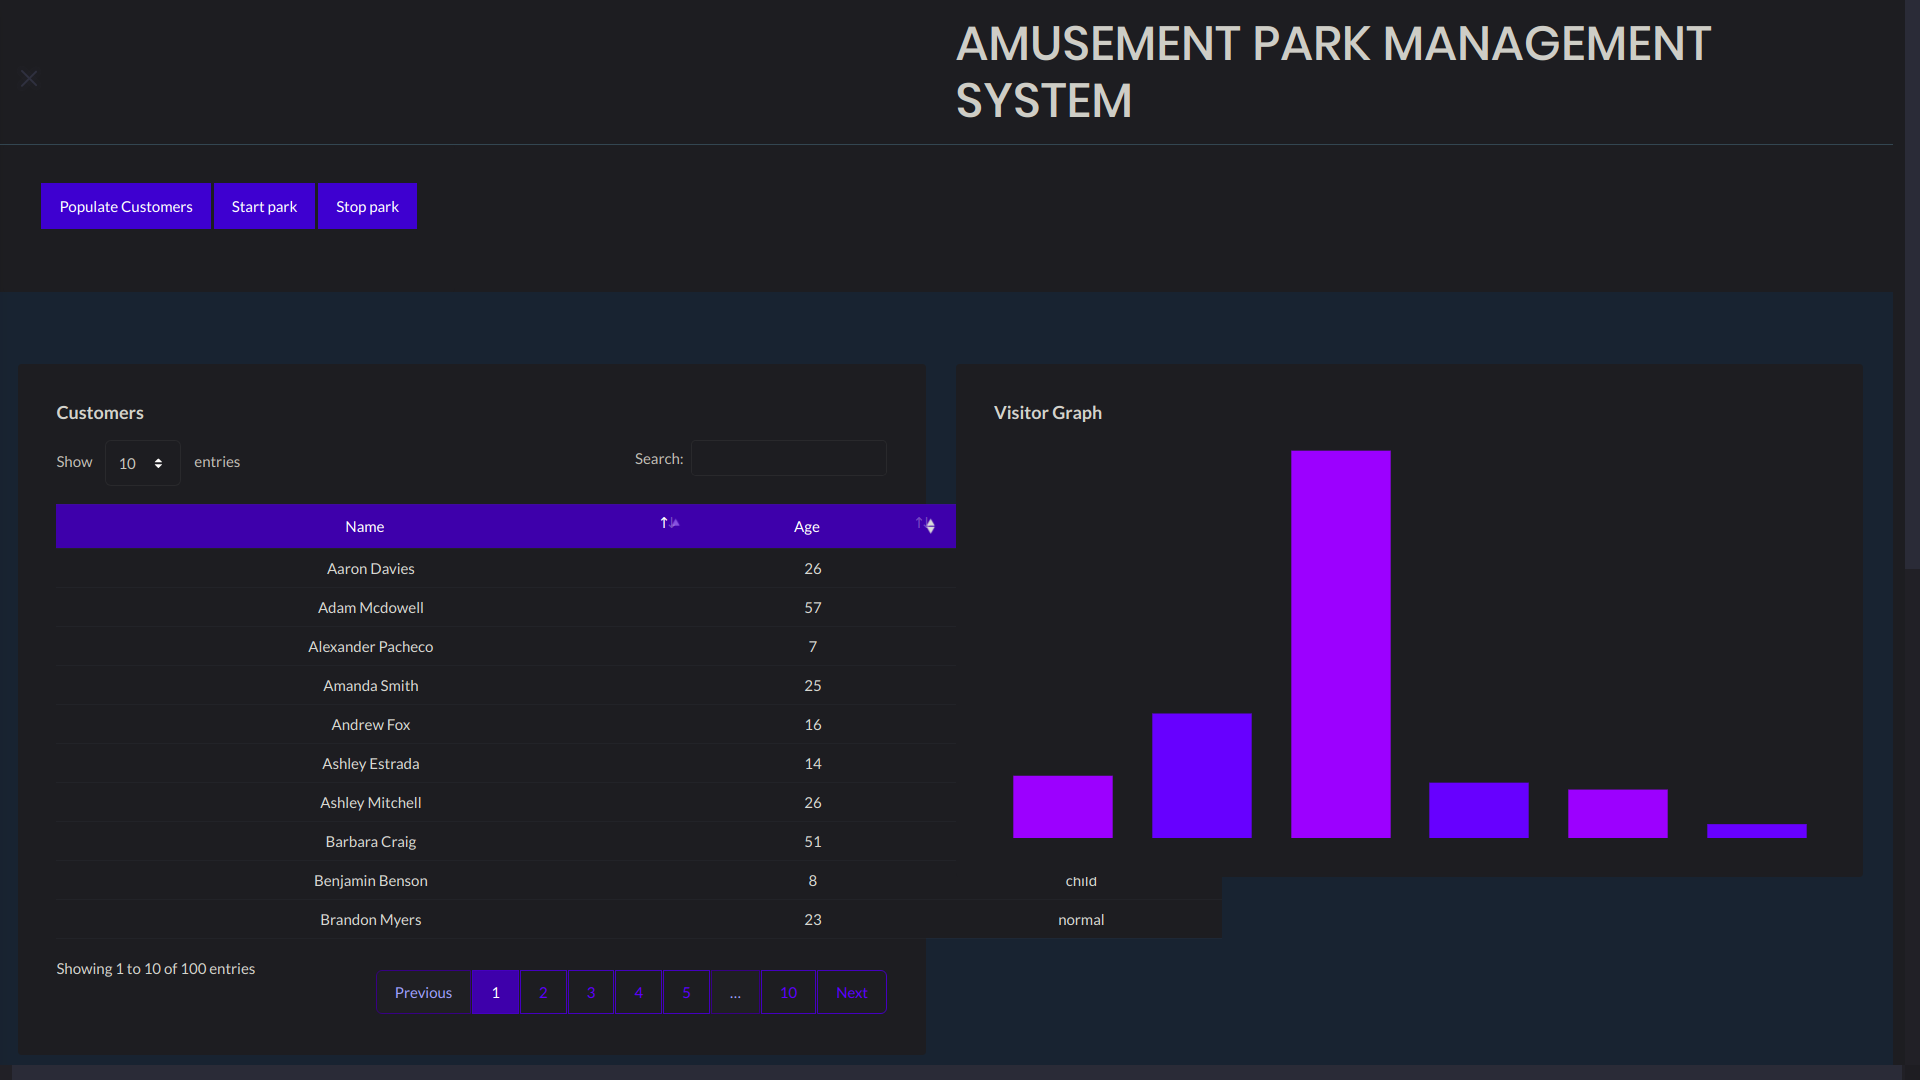 AMUSEMENT PARK MANAGEMENT
SYSTEM
Populate Customers Start park Stop park
Customers
Show 10 entries Search:
Name Age
Aaron Davies 26
Adam Mcdowell 57
Alexander Pacheco 7
Amanda Smith 25
Andrew Fox 16
Ashley Estrada 14
Ashley Mitchell 26
Barbara Craig 51
Benjamin Benson 8 child
Brandon Myers 23 normal
Showing 1 to 10 of 100 entries
Previous 1 2 3 4 5 ... 10 Next
Visitor Graph